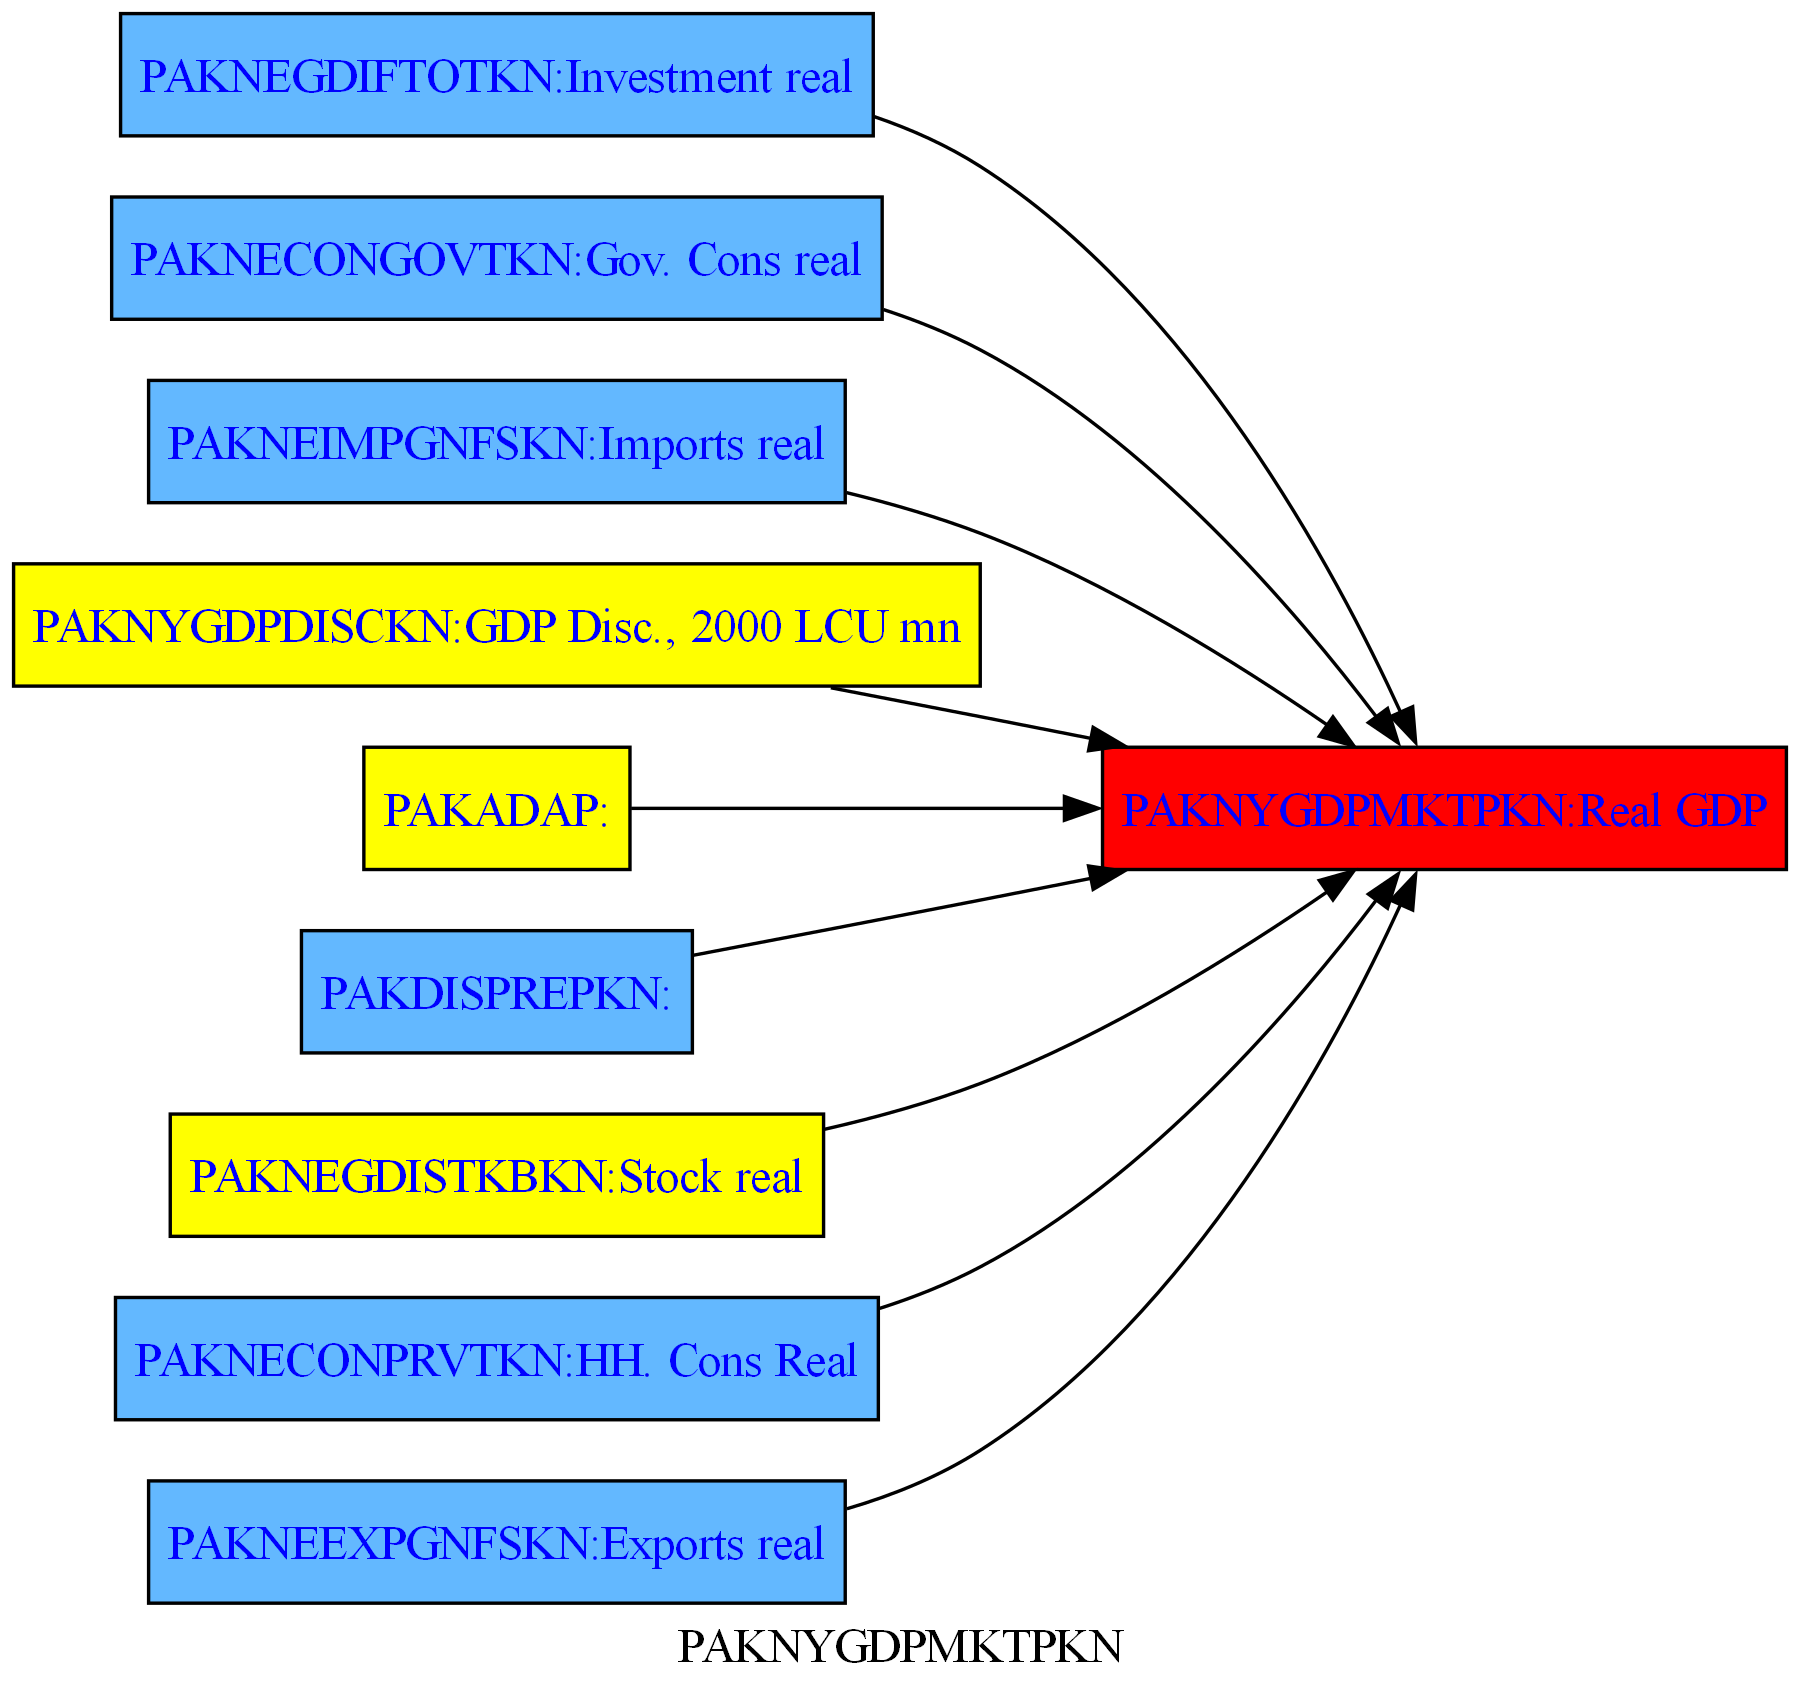 PAKNEGDIFTOTKN:Investment real
PAKNECONGOVTKN:Gov. Cons real
PAKNEIMPGNFSKN:Imports real
PAKNYGDPDISCKN:GDP Disc., 2000 LCU mn
PAKADAP:
PAKNYGDPMKTPKN:Real GDP
PAKDISPREPKN:
PAKNEGDISTKBKN:Stock real
PAKNECONPRVTKN:HH. Cons Real
PAKNEEXPGNFSKN:Exports real
PAKNYGDPMKTPKN